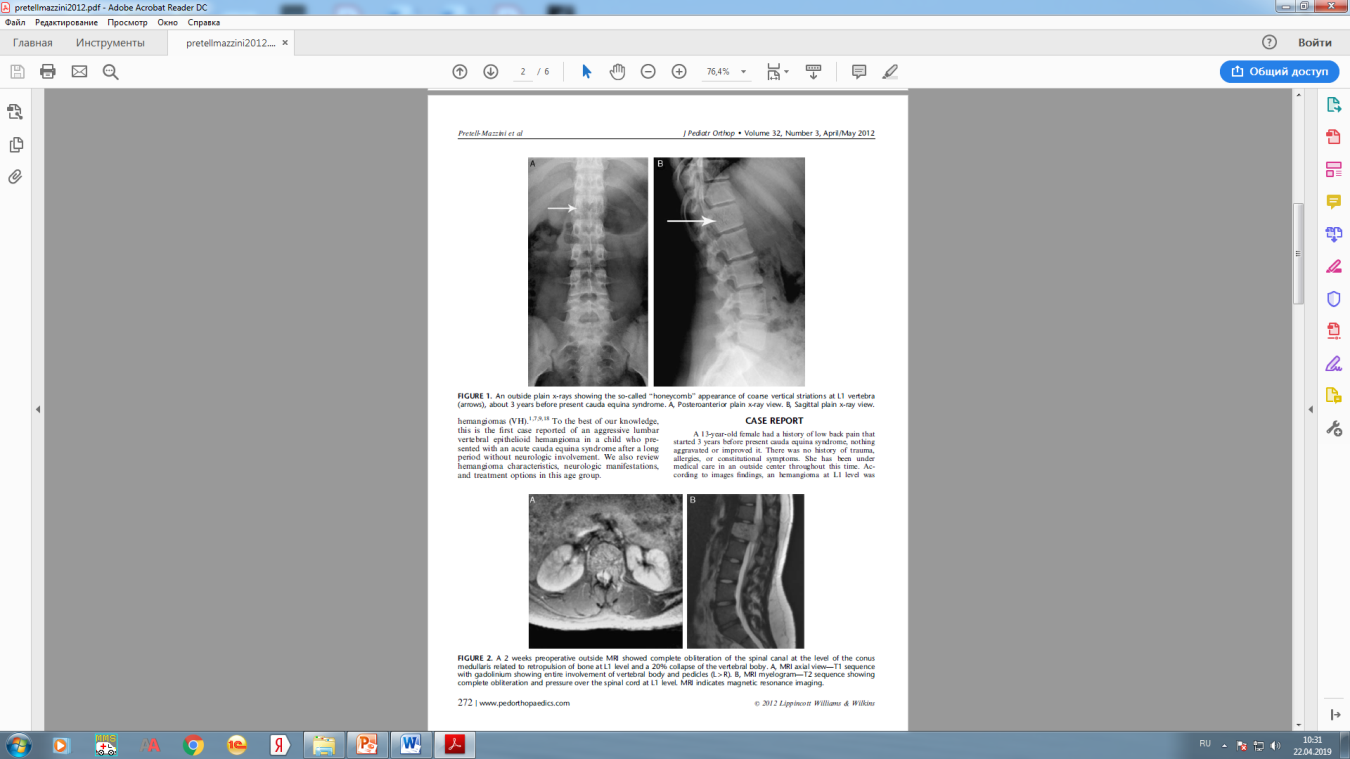 pretellmazzini2012.pdf - Adobe Acrobat Reader DC
Файл Редактирование Просмотр Окно Справка
Главная Инструменты pretellmazzini2012.... × Войти
2 / 6 76,4% Общий доступ
Pretell-Mazzini et al J Pediatr Orthop • Volume 32, Number 3, April/May 2012
A B
FIGURE 1. An outside plain x-rays showing the so-called “honeycomb” appearance of coarse vertical striations at L1 vertebra
(arrows), about 3 years before present cauda equina syndrome. A, Posteroanterior plain x-ray view. B, Sagittal plain x-ray view.
hemangiomas (VH).1,7,9,18 To the best of our knowledge,
this is the first case reported of an aggressive lumbar
vertebral epithelioid hemangioma in a child who pre-
sented with an acute cauda equina syndrome after a long
period without neurologic involvement. We also review
hemangioma characteristics, neurologic manifestations,
and treatment options in this age group.
CASE REPORT
A 13-year-old female had a history of low back pain that
started 3 years before present cauda equina syndrome, nothing
aggravated or improved it. There was no history of trauma,
allergies, or constitutional symptoms. She has been under
medical care in an outside center throughout this time. Ac-
cording to images findings, an hemangioma at L1 level was
A B
FIGURE 2. A 2 weeks preoperative outside MRI showed complete obliteration of the spinal canal at the level of the conus
medullaris related to retropulsion of bone at L1 level and a 20% collapse of the vertebral boby. A, MRI axial view—T1 sequence
with gadolinium showing entire involvement of vertebral body and pedicles (L>R). B, MRI myelogram—T2 sequence showing
complete obliteration and pressure over the spinal cord at L1 level. MRI indicates magnetic resonance imaging.
272 | www.pedorthopaedics.com © 2012 Lippincott Williams & Wilkins
MMS 1С Я RU 10:31
22.04.2019